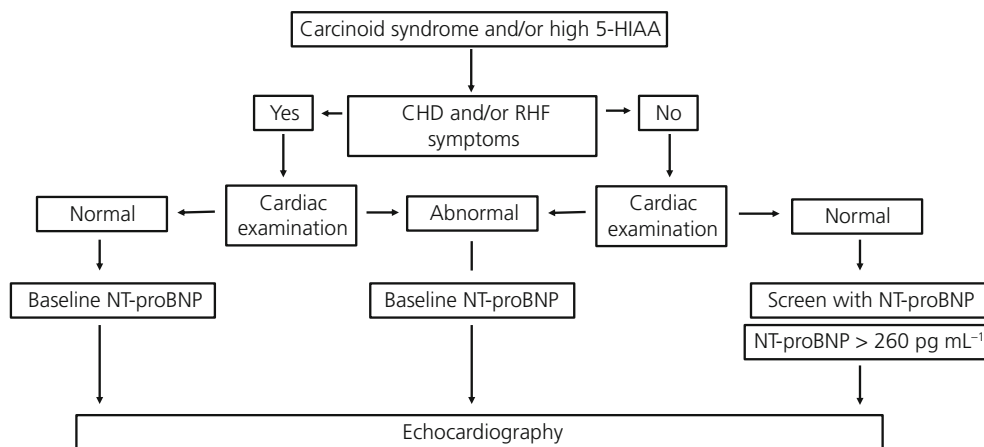 Carcinoid syndrome and/or high 5-HIAA
Yes
CHD and/or RHF
symptoms
No
Normal
Cardiac
examination
Abnormal
Cardiac
examination
Normal
Baseline NT-proBNP
Baseline NT-proBNP
Screen with NT-proBNP
NT-proBNP > 260 pg mL⁻¹
Echocardiography